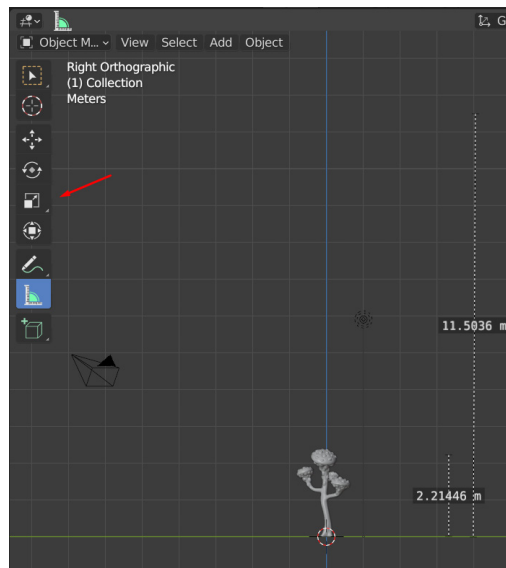 G
Object M... View Select Add Object
Right Orthographic
(1) Collection
Meters
11.5036 m
2.21446 m